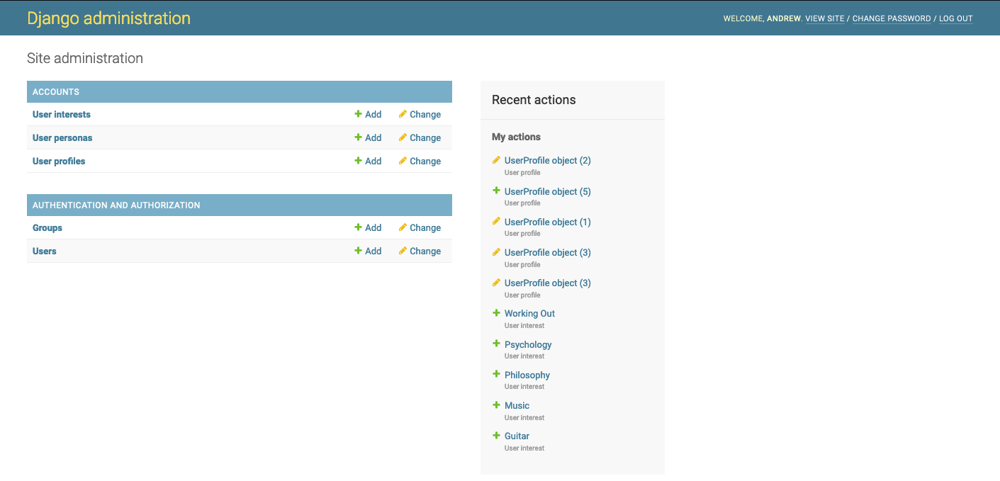 Django administration
WELCOME, ANDREW. VIEW SITE / CHANGE PASSWORD / LOG OUT
Site administration
ACCOUNTS
User interests Add Change
User personas Add Change
User profiles Add Change
AUTHENTICATION AND AUTHORIZATION
Groups Add Change
Users Add Change
Recent actions
My actions
UserProfile object (2)
User profile
UserProfile object (5)
User profile
UserProfile object (1)
User profile
UserProfile object (3)
User profile
UserProfile object (3)
User profile
Working Out
User interest
Psychology
User interest
Philosophy
User interest
Music
User interest
Guitar
User interest